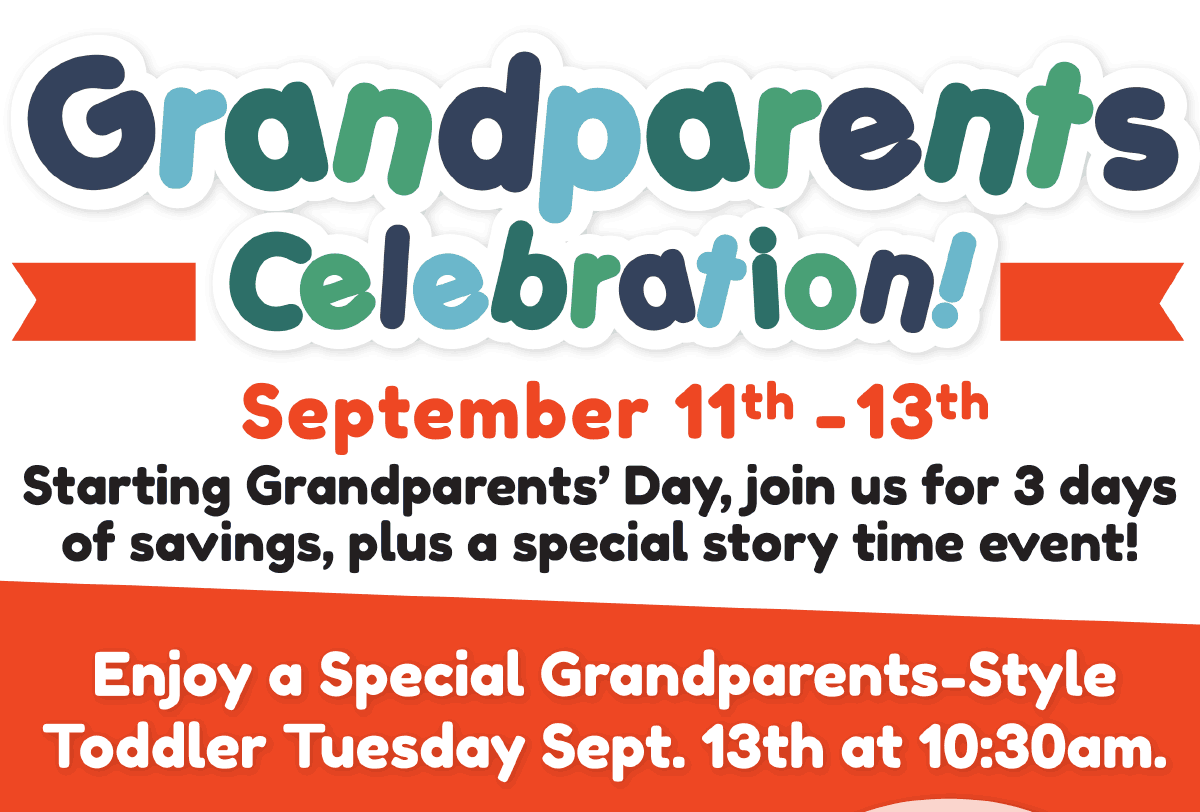 Grandparents
Celebration!
September 11th - 13th
Starting Grandparents’ Day, join us for 3 days
of savings, plus a special story time event!
Enjoy a Special Grandparents-Style
Toddler Tuesday Sept. 13th at 10:30am.